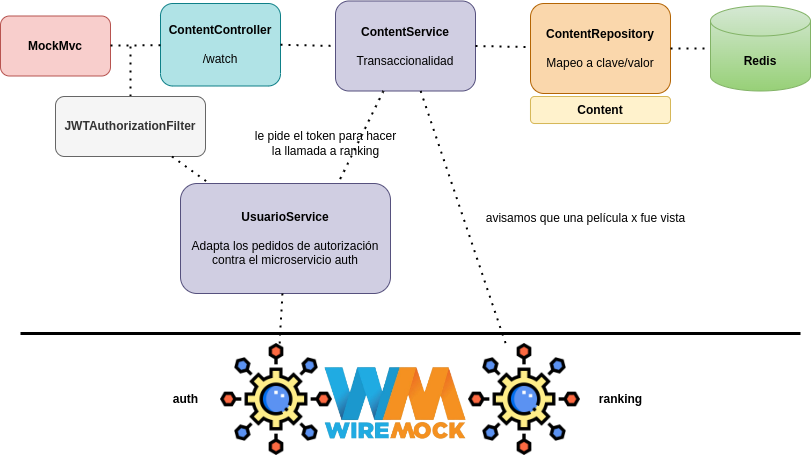 MockMvc
ContentController
/watch
ContentService
Transaccionalidad
ContentRepository
Mapeo a clave/valor
Content
Redis
JWTAuthorizationFilter
le pide el token para hacer
la llamada a ranking
UsuarioService
Adapta los pedidos de autorización
contra el microservicio auth
avisamos que una película x fue vista
auth
WM
WIREMOCK
ranking